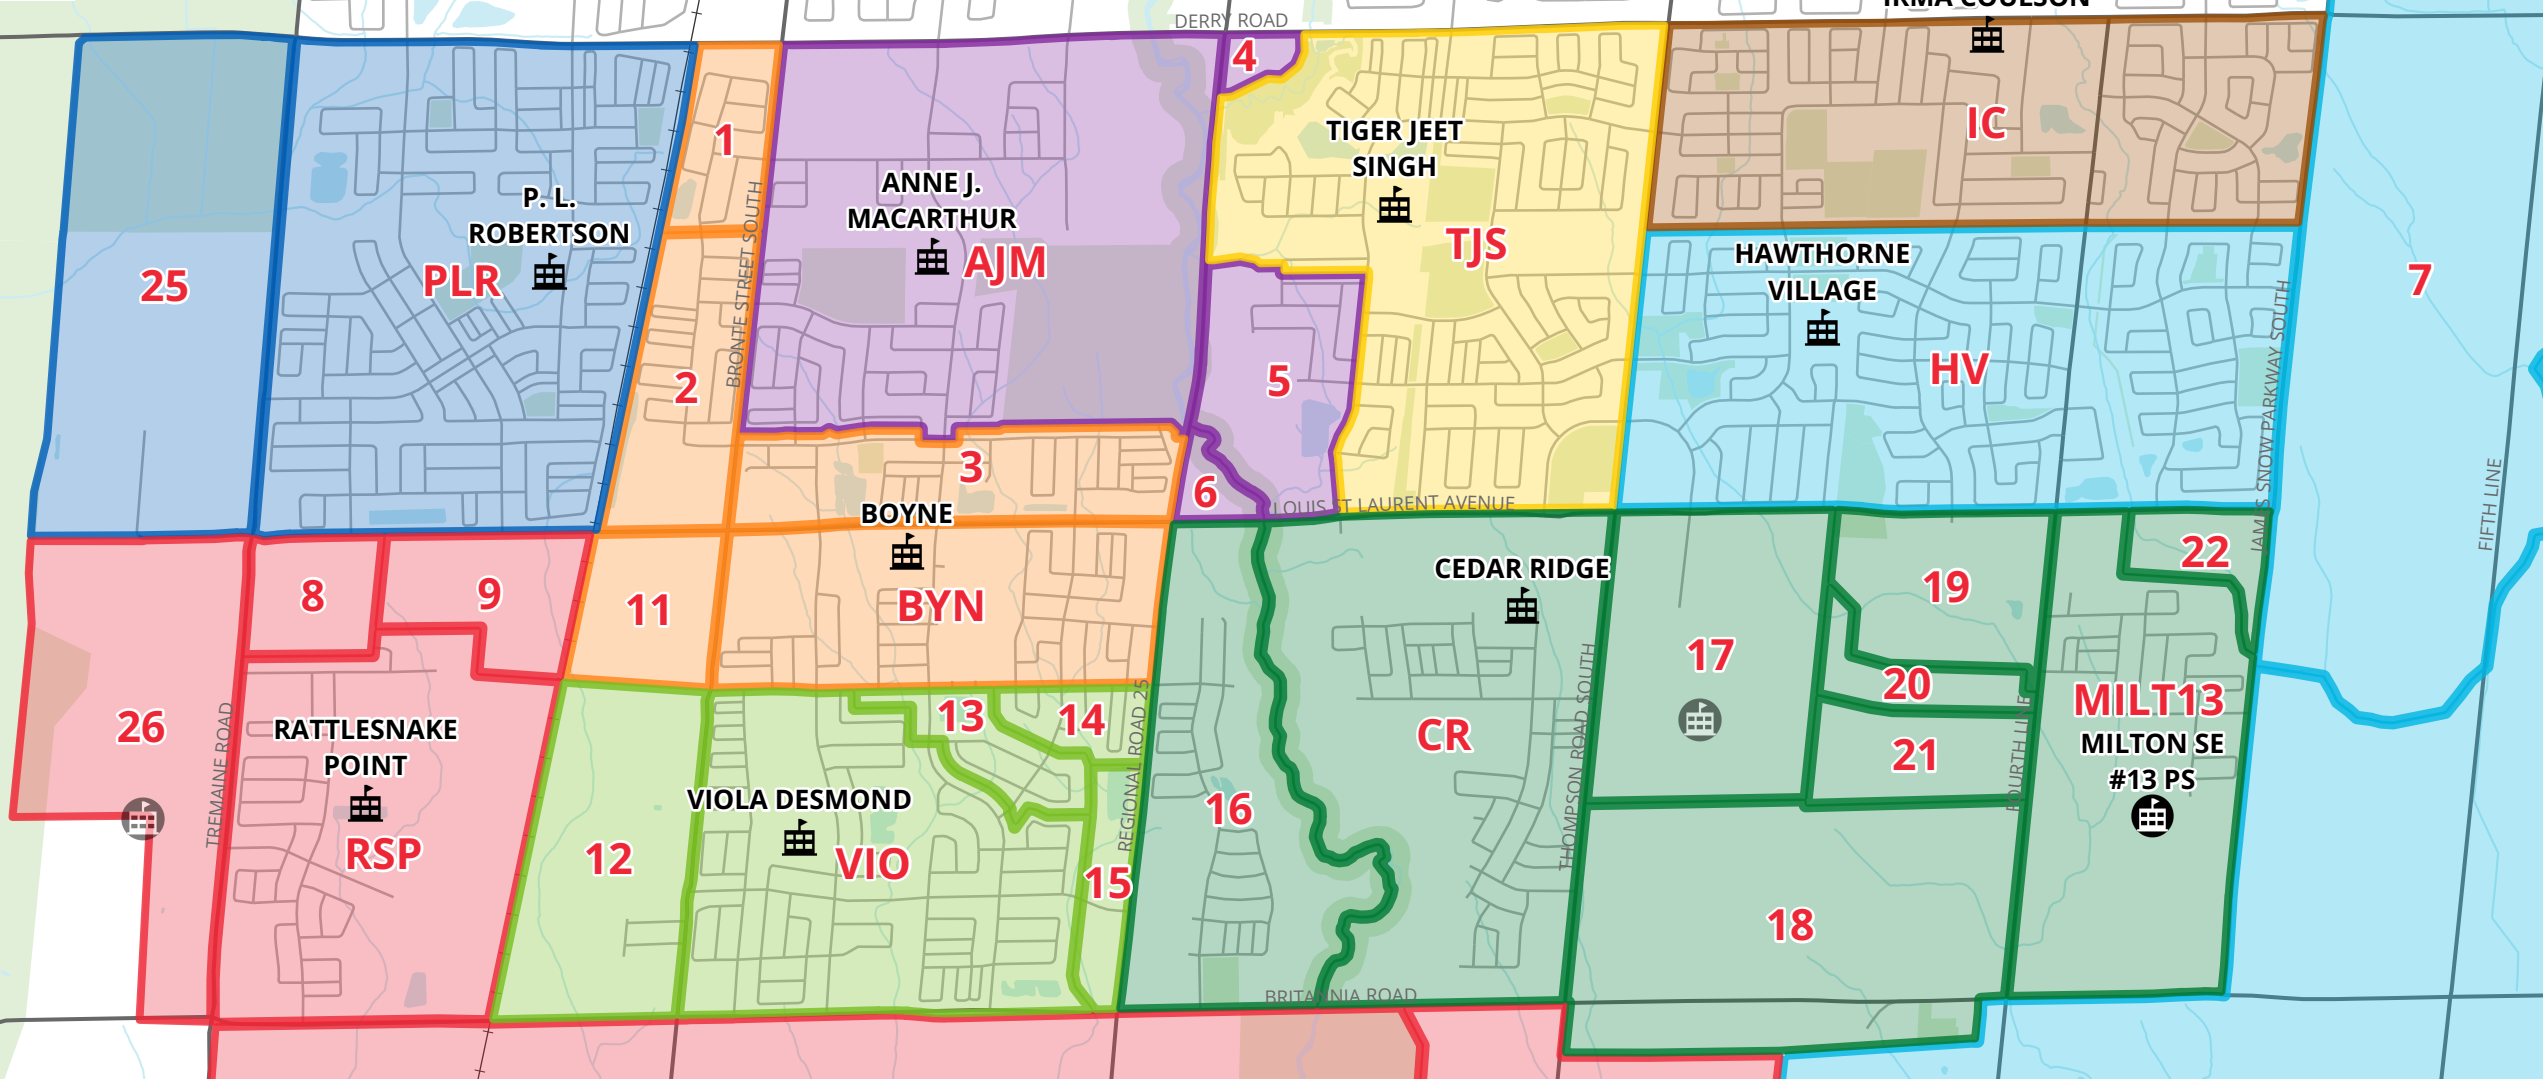 DERRY ROAD
IRMA COULSON
4
1
TIGER JEET
SINGH
IC
ANNE J.
MACARTHUR
P. L.
ROBERTSON
BRONTE STREET SOUTH
TJS
HAWTHORNE
VILLAGE
AJM
PLR
25
7
JAMES SNOW PARKWAY SOUTH
HV
5
2
3
6
LOUIS ST LAURENT AVENUE
FIFTH LINE
BOYNE
22
CEDAR RIDGE
8
9
11
BYN
19
17
20
MILT13
26
TREMAINE ROAD
RATTLESNAKE
POINT
13
14
REGIONAL ROAD 25
CR
THOMPSON ROAD SOUTH
FOURTH LINE
21
MILTON SE
#13 PS
VIOLA DESMOND
16
RSP
12
VIO
15
18
BRITANNIA ROAD